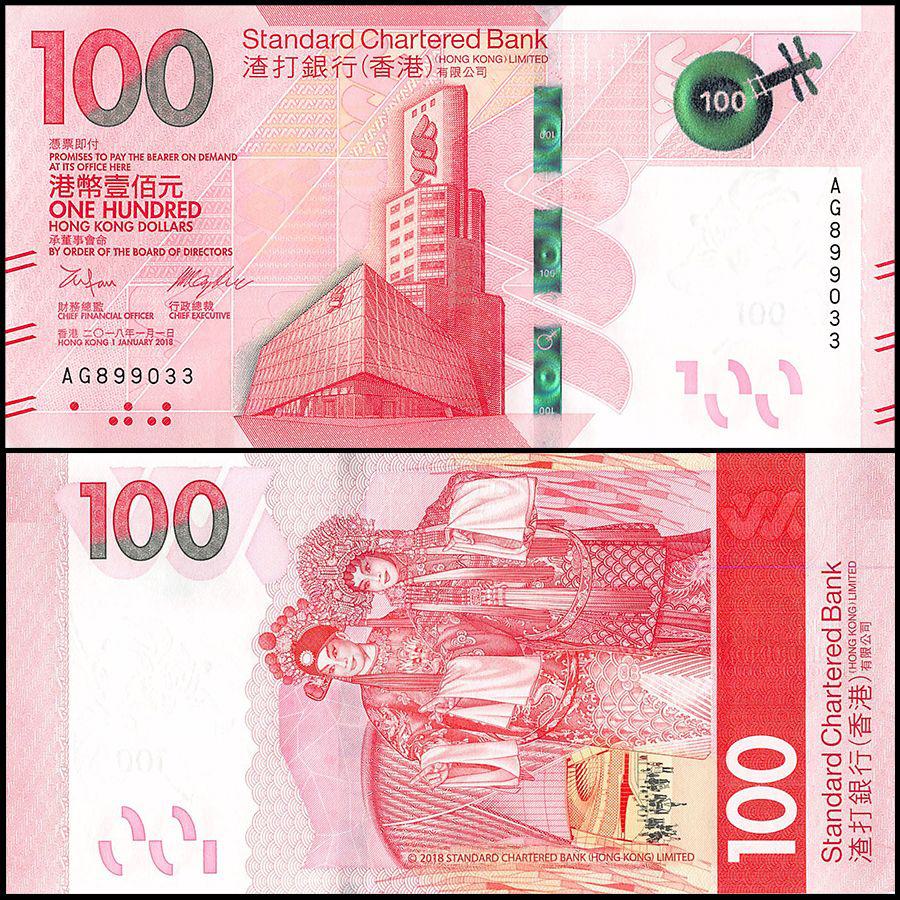 100
Standard Chartered Bank
(HONG KONG) LIMITED
渣打銀行(香港)有限公司
憑票即付
PROMISES TO PAY THE BEARER ON DEMAND
AT ITS OFFICE HERE
港幣壹佰元
ONE HUNDRED
HONG KONG DOLLARS
承董事會命
BY ORDER OF THE BOARD OF DIRECTORS
財務總監
CHIEF FINANCIAL OFFICER
行政總裁
CHIEF EXECUTIVE
香港 二〇一八年一月一日
HONG KONG 1 JANUARY 2018
AG899033
100
100
100
100
AG899033
100
100
© 2018 STANDARD CHARTERED BANK (HONG KONG) LIMITED
100
Standard Chartered Bank
(HONG KONG) LIMITED
渣打銀行(香港)有限公司